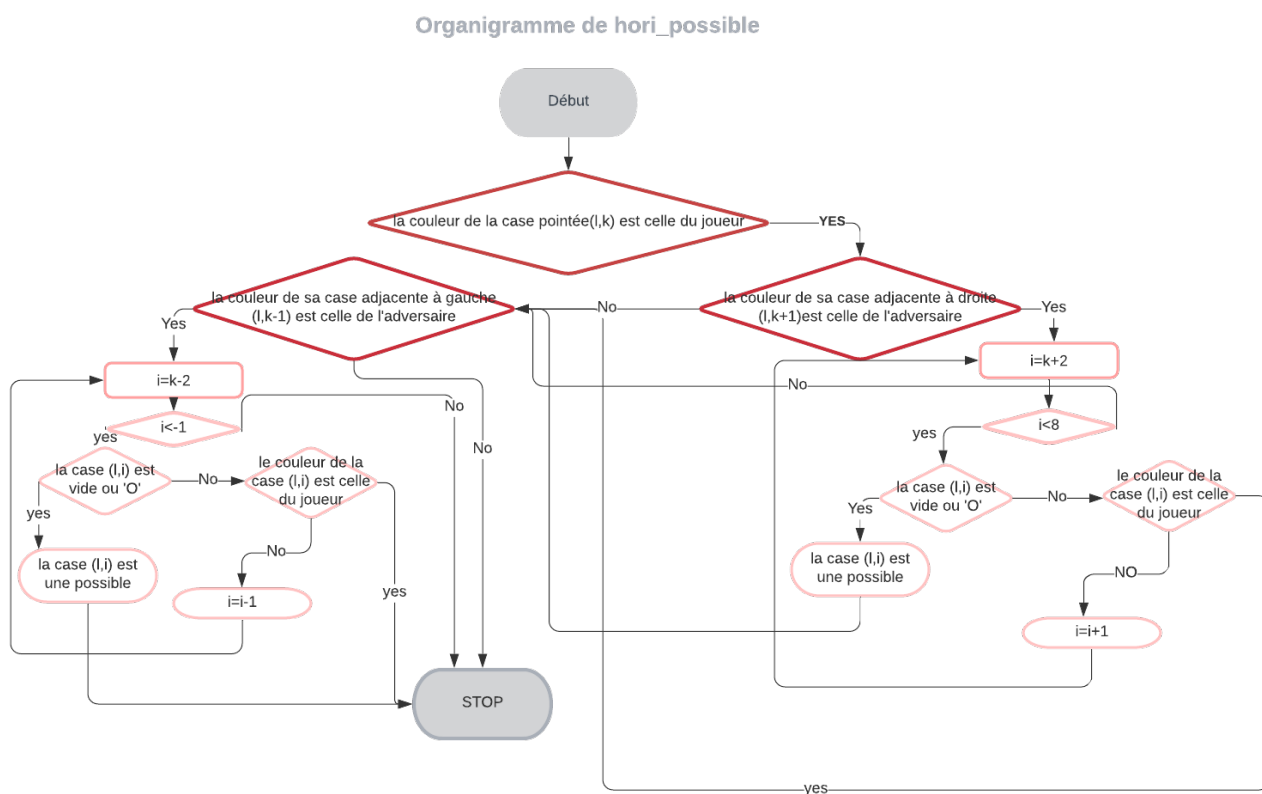 Organigramme de hori_possible
Début
la couleur de la case pointée(l,k) est celle du joueur
YES
la couleur de sa case adjacente à gauche
(l,k-1) est celle de l'adversaire
No
la couleur de sa case adjacente à droite
(l,k+1)est celle de l'adversaire
Yes
Yes
i=k-2
i=k+2
No
No
i<-1
i<8
yes
yes
No
la case (l,i) est
vide ou 'O'
No
le couleur de la
case (l,i) est celle
du joueur
la case (l,i) est
vide ou 'O'
No
le couleur de la
case (l,i) est celle
du joueur
yes
Yes
No
la case (l,i) est
une possible
la case (l,i) est
une possible
NO
yes
i=i-1
i=i+1
STOP
yes